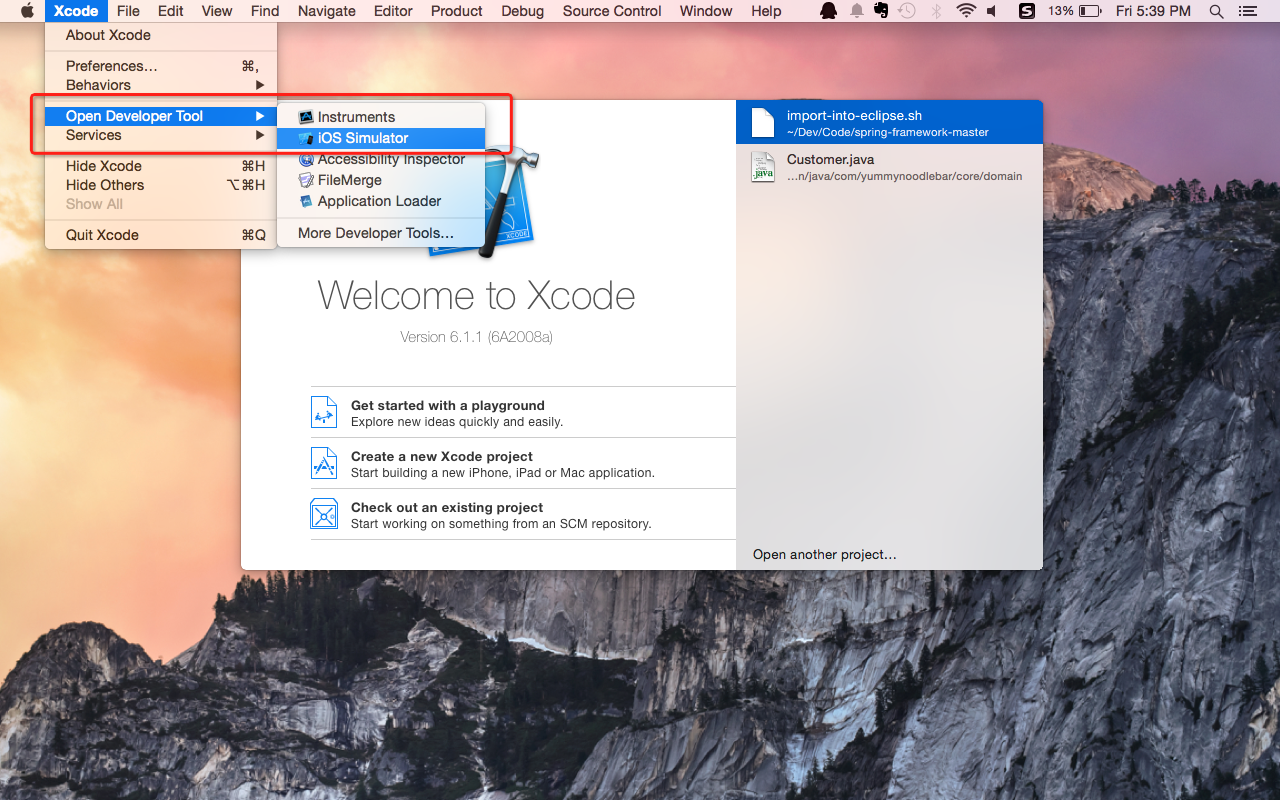 Xcode File Edit View Find Navigate Editor Product Debug Source Control Window Help S 13% Fri 5:39 PM
About Xcode
Preferences… ⌘,
Behaviors ▶
Open Developer Tool ▶
Services ▶
Hide Xcode ⌘H
Hide Others ⌥⌘H
Show All
Quit Xcode ⌘Q
Instruments
iOS Simulator
Accessibility Inspector
FileMerge
Application Loader
More Developer Tools…
XCODE
Welcome to Xcode
Version 6.1.1 (6A2008a)
Get started with a playground
Explore new ideas quickly and easily.
Create a new Xcode project
Start building a new iPhone, iPad or Mac application.
Check out an existing project
Start working on something from an SCM repository.
import-into-eclipse.sh
~/Dev/Code/spring-framework-master
.java
Customer.java
…n/java/com/yummynoodlebar/core/domain
Open another project…